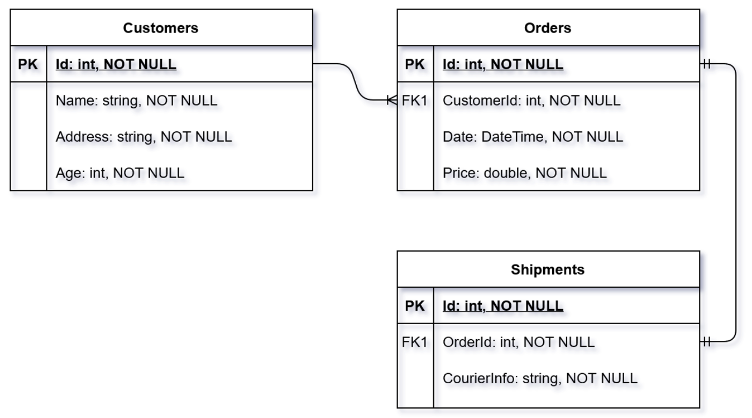 Customers
PK Id: int, NOT NULL
Name: string, NOT NULL
Address: string, NOT NULL
Age: int, NOT NULL
Orders
PK Id: int, NOT NULL
FK1 CustomerId: int, NOT NULL
Date: DateTime, NOT NULL
Price: double, NOT NULL
Shipments
PK Id: int, NOT NULL
FK1 OrderId: int, NOT NULL
CourierInfo: string, NOT NULL